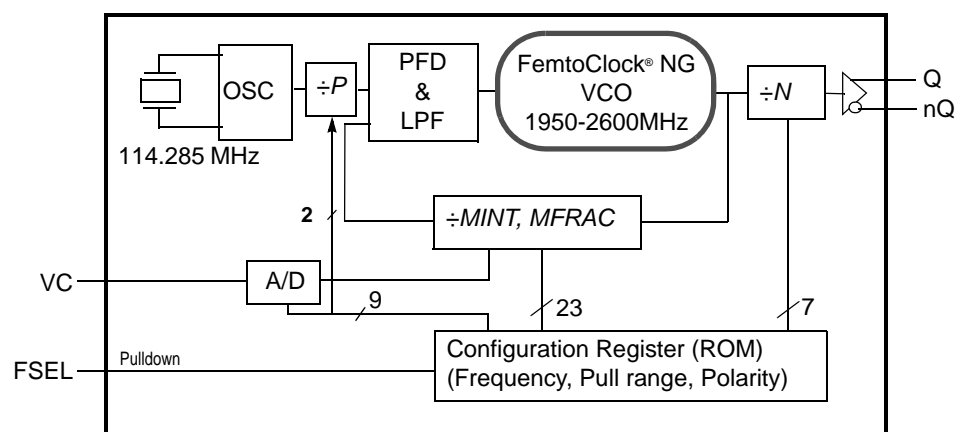 OSC
÷P
PFD
&
LPF
FemtoClock® NG
VCO
1950-2600MHz
÷N
Q
nQ
114.285 MHz
2
÷MINT, MFRAC
VC
A/D
9
23
7
FSEL
Pulldown
Configuration Register (ROM)
(Frequency, Pull range, Polarity)